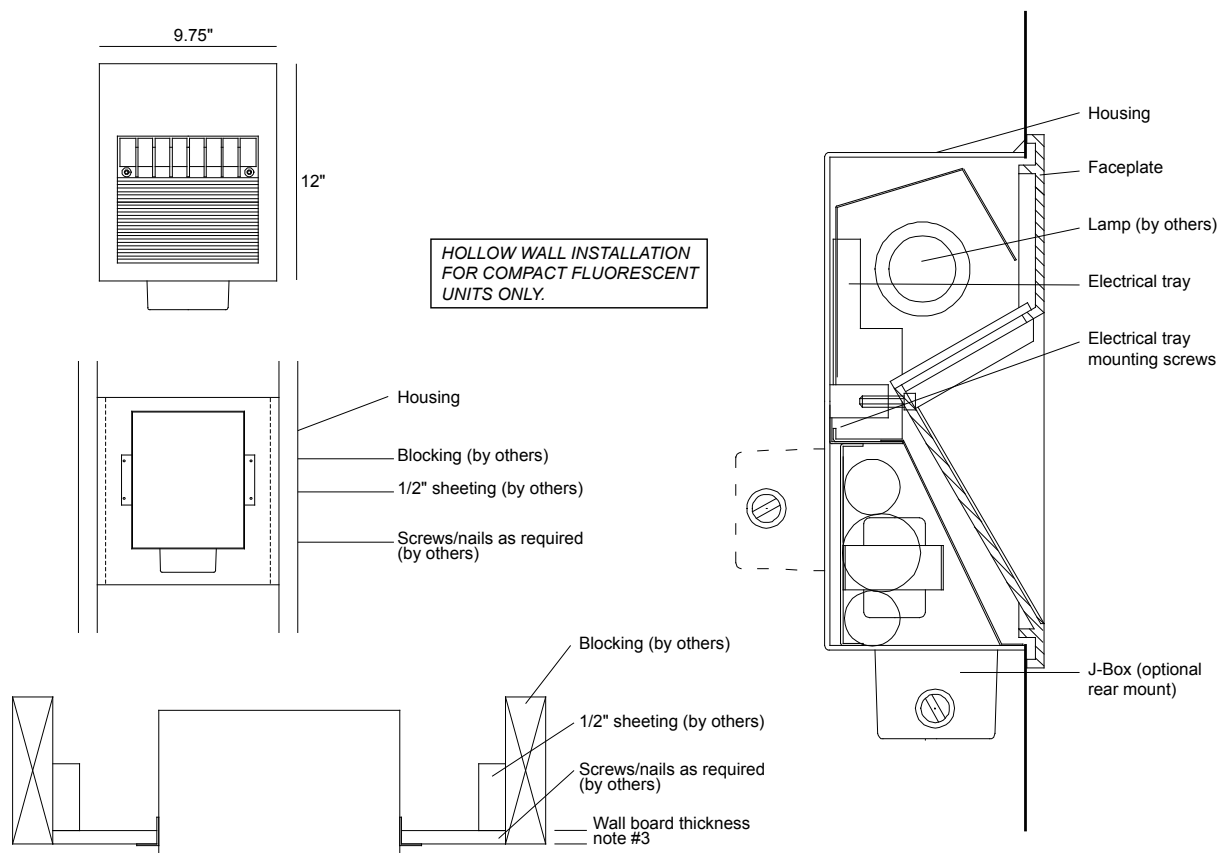 9.75"
12"
HOLLOW WALL INSTALLATION
FOR COMPACT FLUORESCENT
UNITS ONLY.
Housing
Blocking (by others)
1/2" sheeting (by others)
Screws/nails as required
(by others)
Blocking (by others)
1/2" sheeting (by others)
Screws/nails as required
(by others)
Wall board thickness
note #3
Housing
Faceplate
Lamp (by others)
Electrical tray
Electrical tray
mounting screws
J-Box (optional
rear mount)